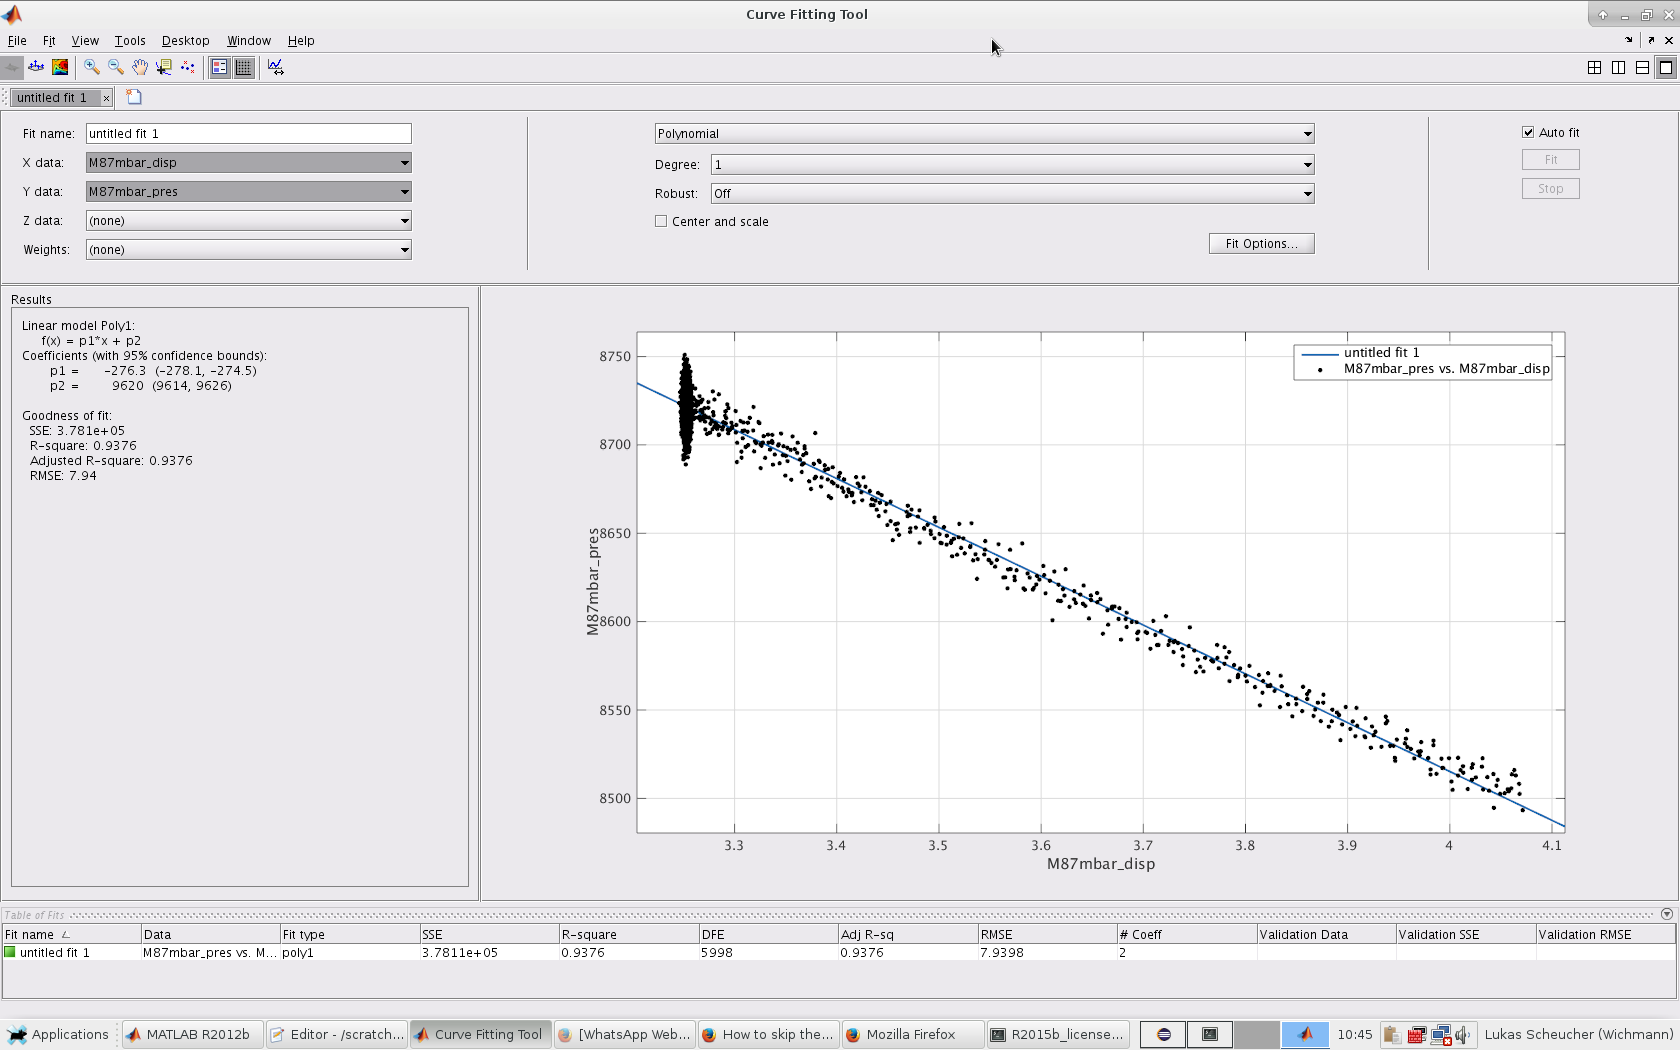 Curve Fitting Tool
File Fit View Tools Desktop Window Help
untitled fit 1
Fit name: untitled fit 1
X data: M87mbar_disp
Y data: M87mbar_pres
Z data: (none)
Weights: (none)
Polynomial
Degree: 1
Robust: Off
Center and scale
Fit Options...
Auto fit
Fit
Stop
Results
Linear model Poly1:
f(x) = p1*x + p2
Coefficients (with 95% confidence bounds):
p1 = -276.3 (-278.1, -274.5)
p2 = 9620 (9614, 9626)
Goodness of fit:
SSE: 3.781e+05
R-square: 0.9376
Adjusted R-square: 0.9376
RMSE: 7.94
untitled fit 1
M87mbar_pres vs. M87mbar_disp
8750
8700
8650
8600
8550
8500
M87mbar_pres
3.3 3.4 3.5 3.6 3.7 3.8 3.9 4 4.1
M87mbar_disp
Table of Fits
Fit name Data Fit type SSE R-square DFE Adj R-sq RMSE # Coeff Validation Data Validation SSE Validation RMSE
untitled fit 1 M87mbar_pres vs. M... poly1 3.7811e+05 0.9376 5998 0.9376 7.9398 2
Applications MATLAB R2012b Editor - /scratch... Curve Fitting Tool [WhatsApp Web... How to skip the... Mozilla Firefox R2015b_license... 10:45 Lukas Scheucher (Wichmann)